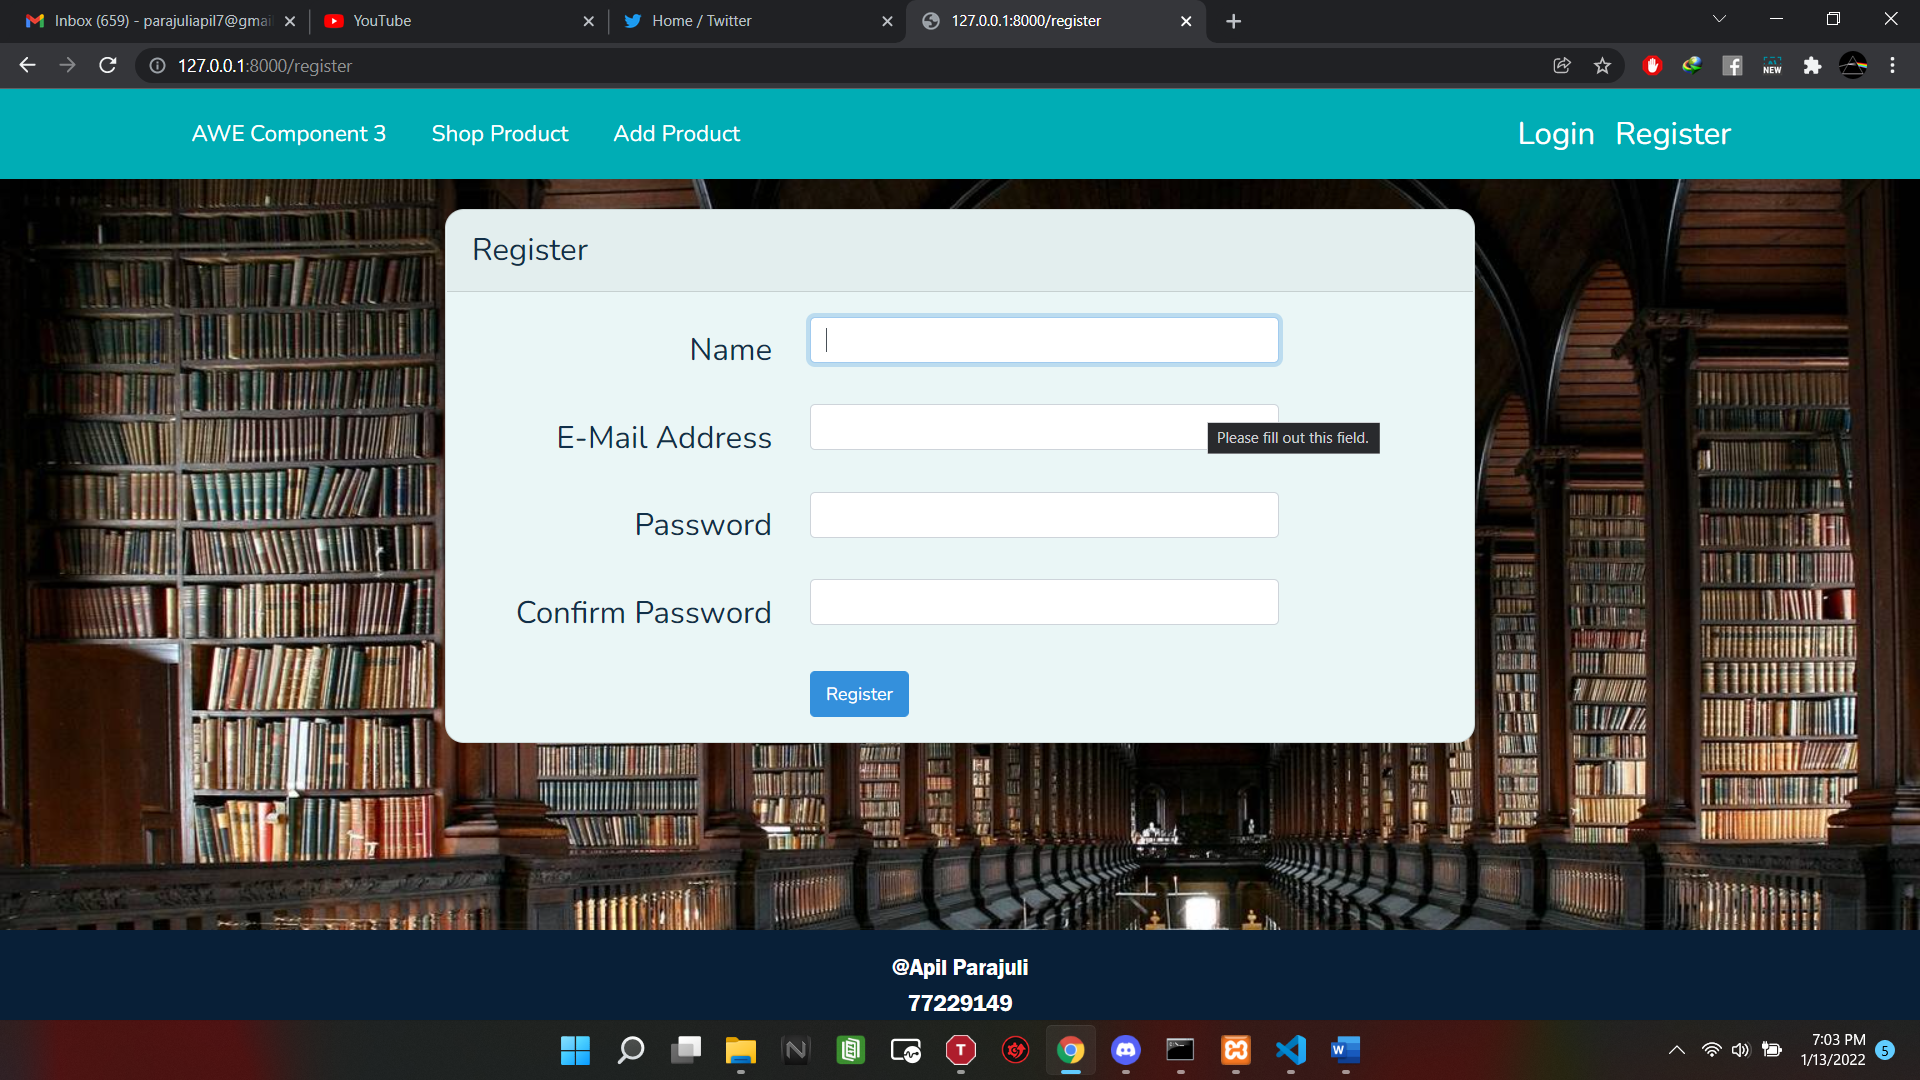 Inbox (659) - parajuliapil7@gmai
YouTube
Home / Twitter
127.0.0.1:8000/register
127.0.0.1:8000/register
NEW
AWE Component 3
Shop Product
Add Product
Login
Register
Register
Name
E-Mail Address
Please fill out this field.
Password
Confirm Password
Register
@Apil Parajuli
77229149
7:03 PM
1/13/2022
5